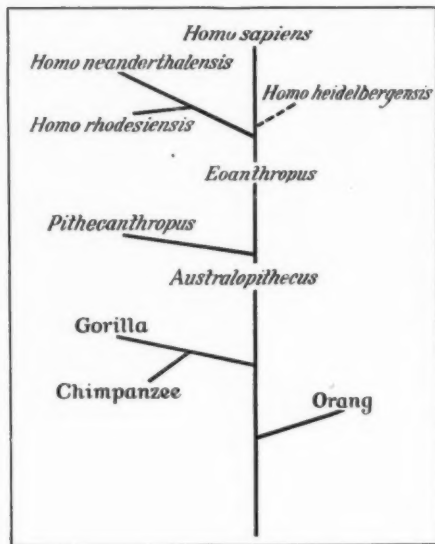 Homo sapiens
Homo neanderthalensis
Homo heidelbergensis
Homo rhodesiensis
Eoanthropus
Pithecanthropus
Australopithecus
Gorilla
Chimpanzee
Orang